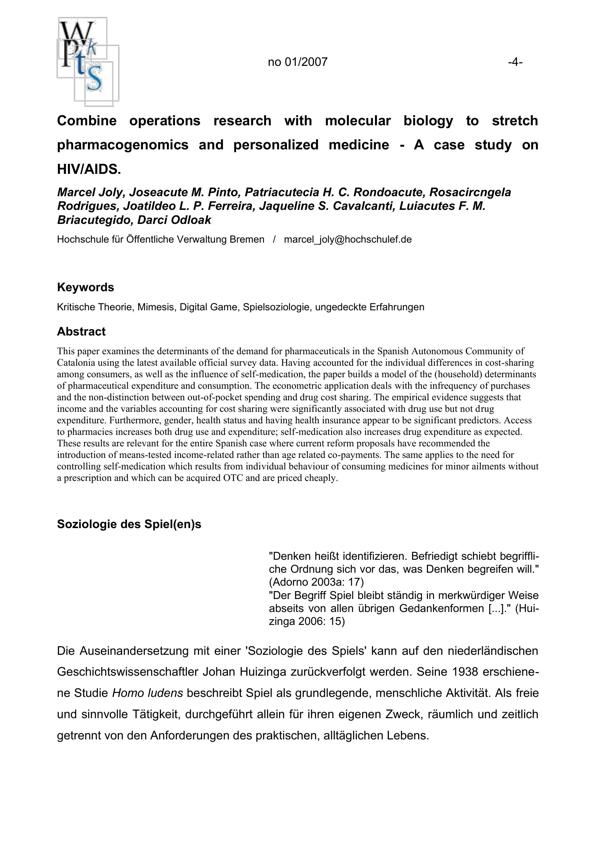 W
P k
t s
S
no 01/2007 -4-
Combine operations research with molecular biology to stretch
pharmacogenomics and personalized medicine - A case study on
HIV/AIDS.
Marcel Joly, Joseacute M. Pinto, Patriacutecia H. C. Rondoacute, Rosacircngela
Rodrigues, Joatildeo L. P. Ferreira, Jaqueline S. Cavalcanti, Luiacutes F. M.
Briacutegido, Darci Odloak
Hochschule für Öffentliche Verwaltung Bremen / marcel_joly@hochschulef.de
Keywords
Kritische Theorie, Mimesis, Digital Game, Spielsoziologie, ungedeckte Erfahrungen
Abstract
This paper examines the determinants of the demand for pharmaceuticals in the Spanish Autonomous Community of
Catalonia using the latest available official survey data. Having accounted for the individual differences in cost-sharing
among consumers, as well as the influence of self-medication, the paper builds a model of the (household) determinants
of pharmaceutical expenditure and consumption. The econometric application deals with the infrequency of purchases
and the non-distinction between out-of-pocket spending and drug cost sharing. The empirical evidence suggests that
income and the variables accounting for cost sharing were significantly associated with drug use but not drug
expenditure. Furthermore, gender, health status and having health insurance appear to be significant predictors. Access
to pharmacies increases both drug use and expenditure; self-medication also increases drug expenditure as expected.
These results are relevant for the entire Spanish case where current reform proposals have recommended the
introduction of means-tested income-related rather than age related co-payments. The same applies to the need for
controlling self-medication which results from individual behaviour of consuming medicines for minor ailments without
a prescription and which can be acquired OTC and are priced cheaply.
Soziologie des Spiel(en)s
"Denken heißt identifizieren. Befriedigt schiebt begriffli-
che Ordnung sich vor das, was Denken begreifen will."
(Adorno 2003a: 17)
"Der Begriff Spiel bleibt ständig in merkwürdiger Weise
abseits von allen übrigen Gedankenformen [...]." (Hui-
zinga 2006: 15)
Die Auseinandersetzung mit einer 'Soziologie des Spiels' kann auf den niederländischen
Geschichtswissenschaftler Johan Huizinga zurückverfolgt werden. Seine 1938 erschiene-
ne Studie Homo ludens beschreibt Spiel als grundlegende, menschliche Aktivität. Als freie
und sinnvolle Tätigkeit, durchgeführt allein für ihren eigenen Zweck, räumlich und zeitlich
getrennt von den Anforderungen des praktischen, alltäglichen Lebens.